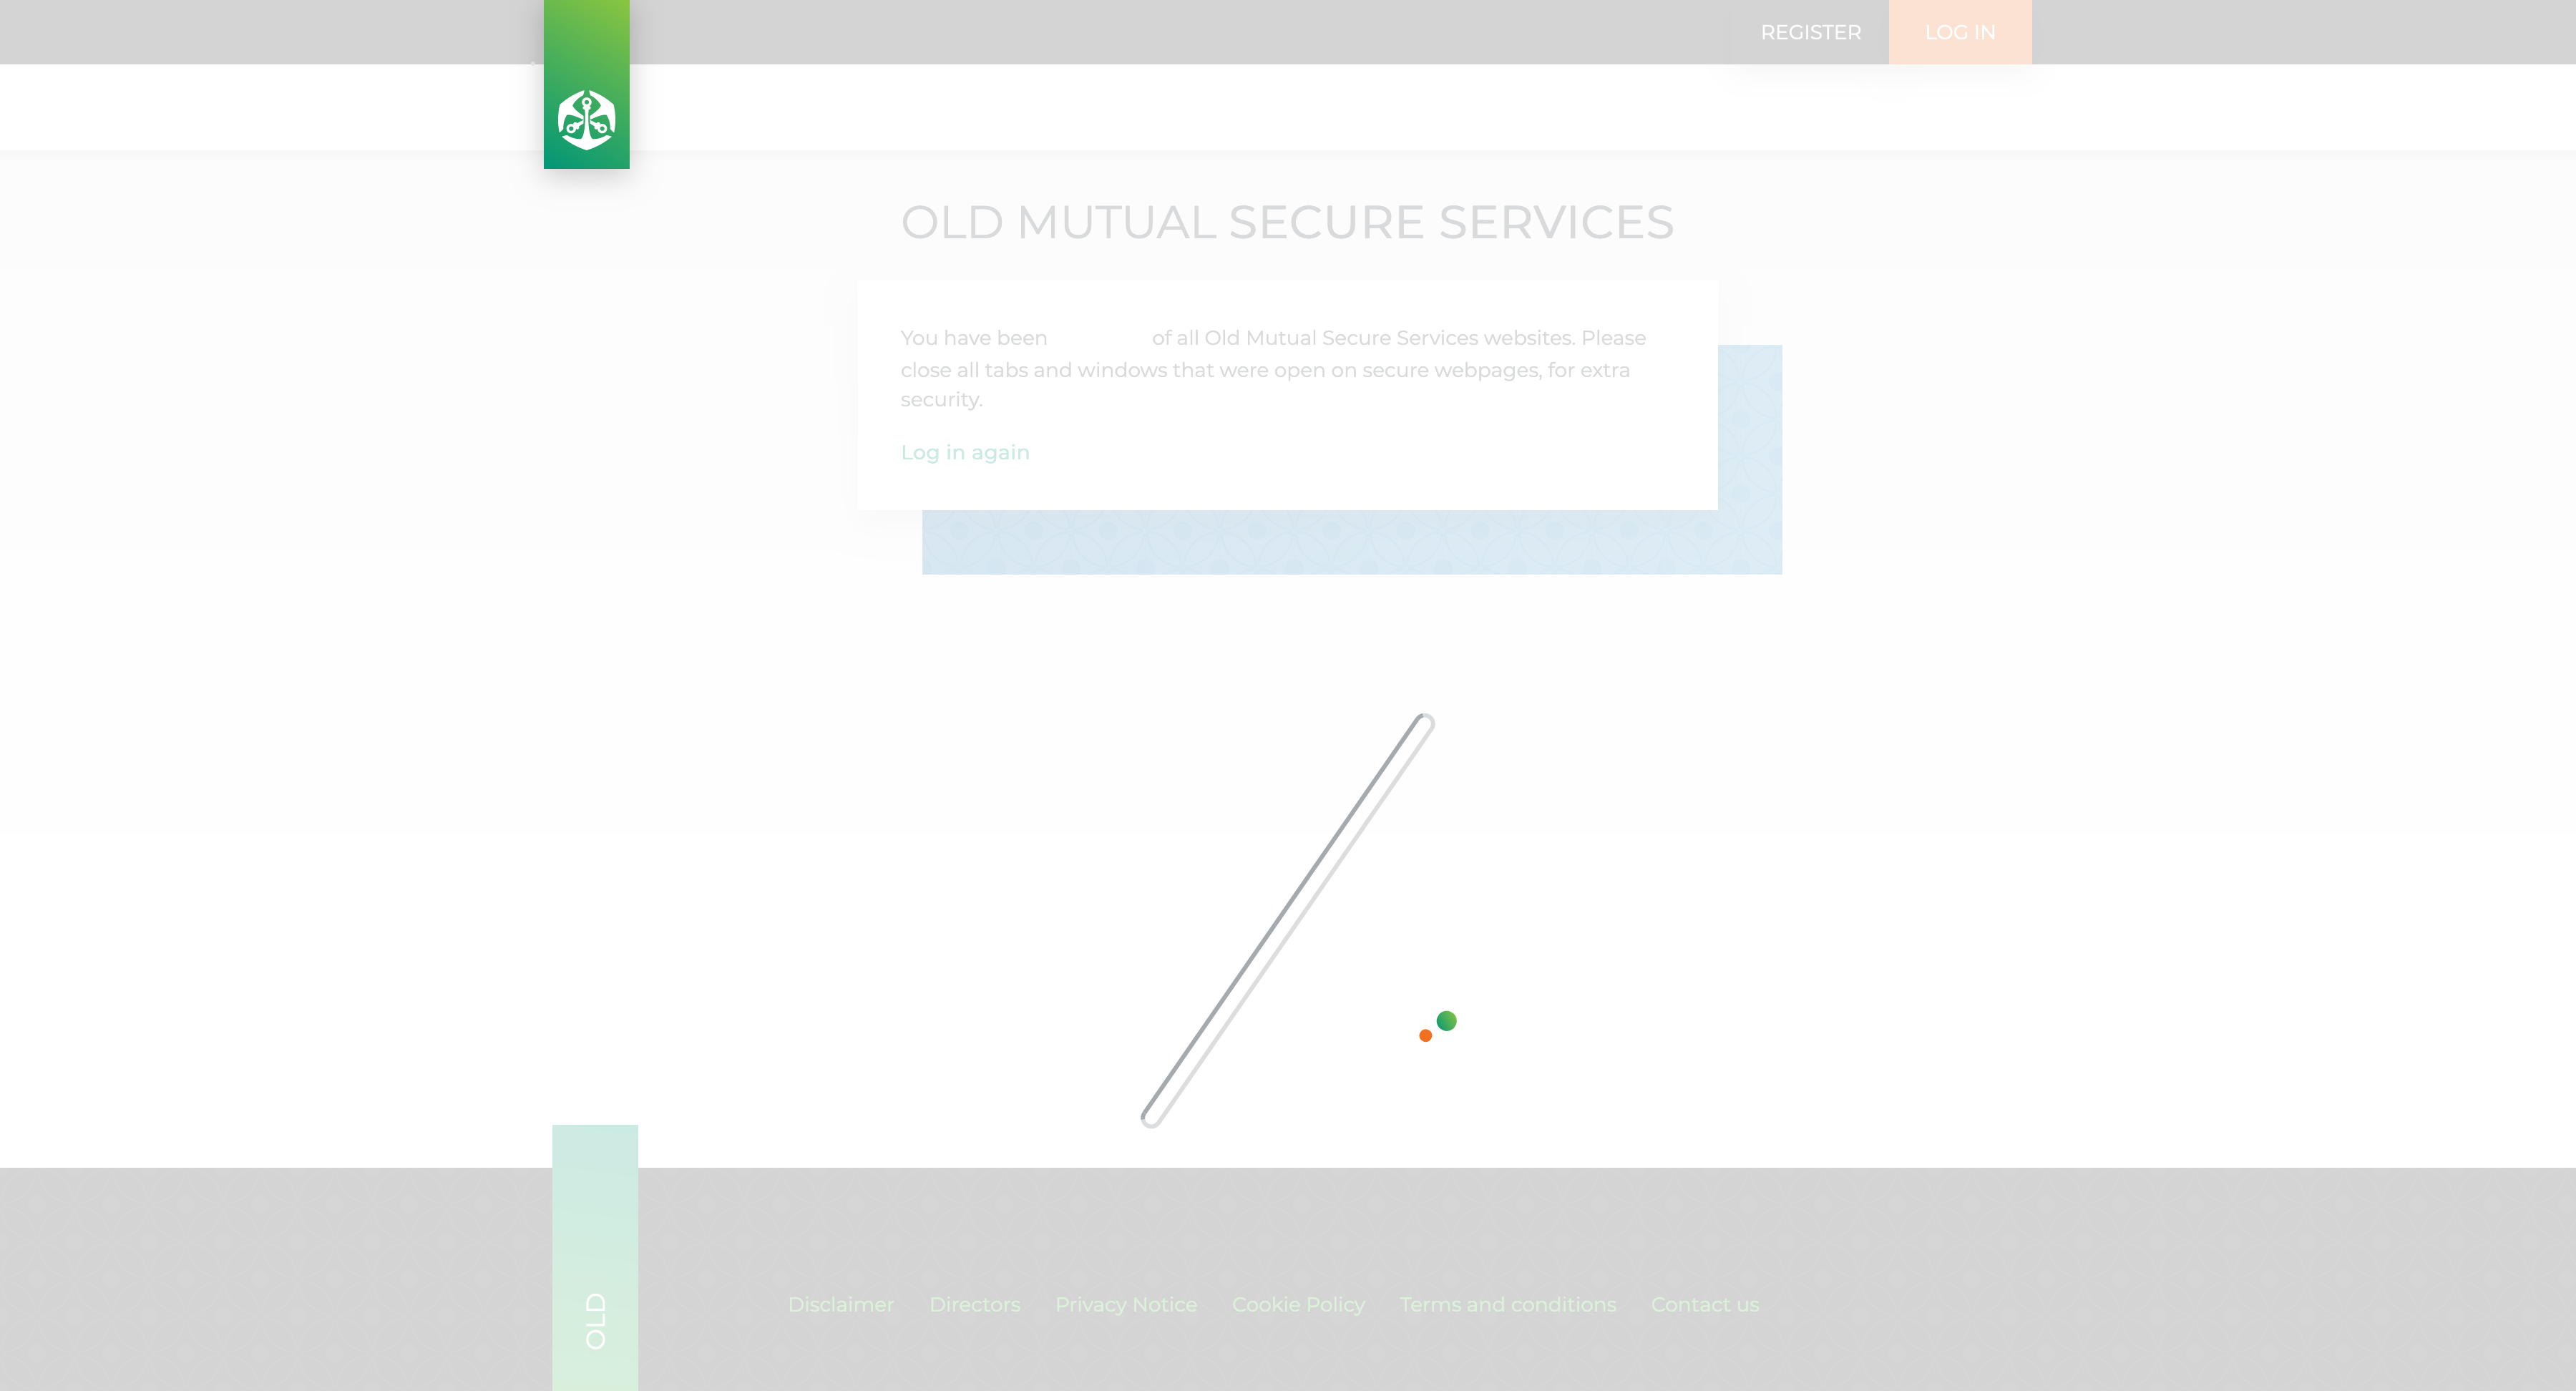 REGISTER
LOG IN
OLD MUTUAL SECURE SERVICES
You have been of all Old Mutual Secure Services websites. Please
close all tabs and windows that were open on secure webpages, for extra
security.
Log in again
OLD
Disclaimer
Directors
Privacy Notice
Cookie Policy
Terms and conditions
Contact us